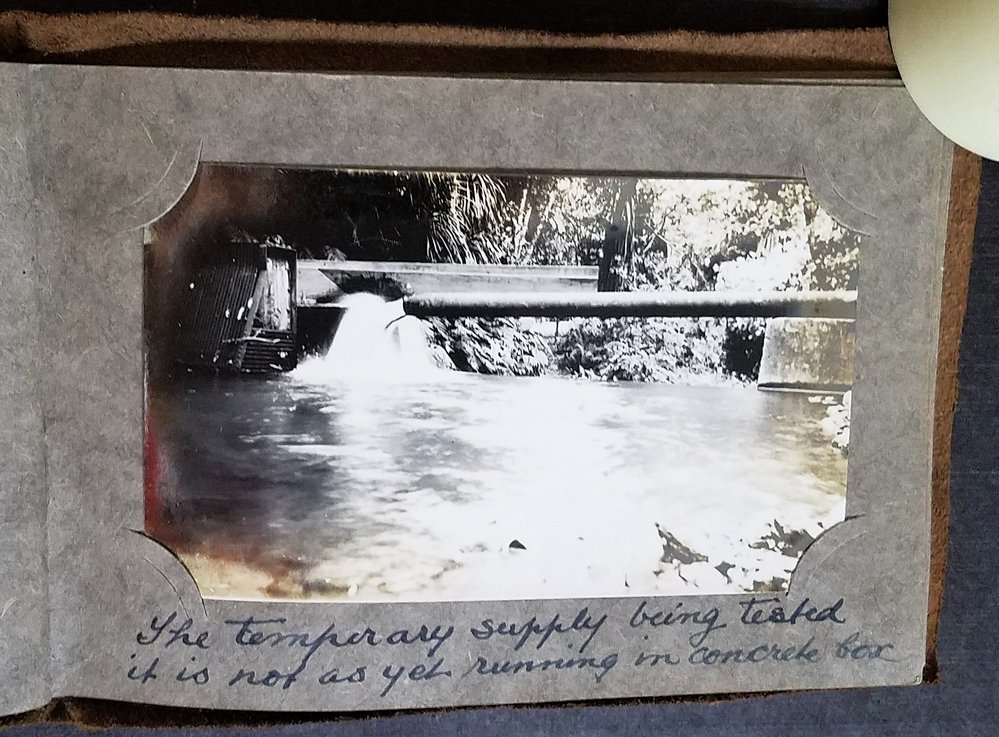 The temperary supply being tested
it is not as yet running in concrete box